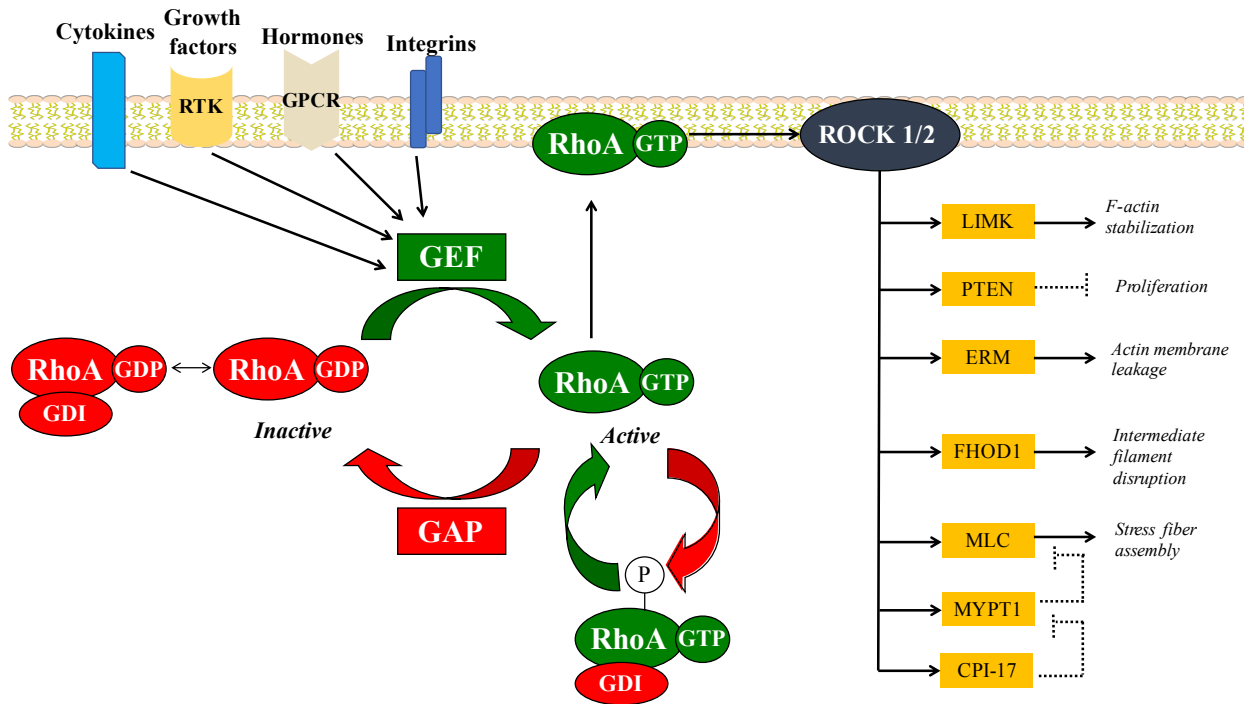 Cytokines
Growth
factors
Hormones
Integrins
RTK
GPCR
RhoA
GTP
ROCK 1/2
GEF
LIMK
F-actin
stabilization
PTEN
Proliferation
RhoA
GDP
GDI
RhoA
GDP
RhoA
GTP
ERM
Actin membrane
leakage
Inactive
Active
FHOD1
Intermediate
filament
disruption
GAP
MLC
Stress fiber
assembly
P
MYPT1
RhoA
GTP
GDI
CPI-17